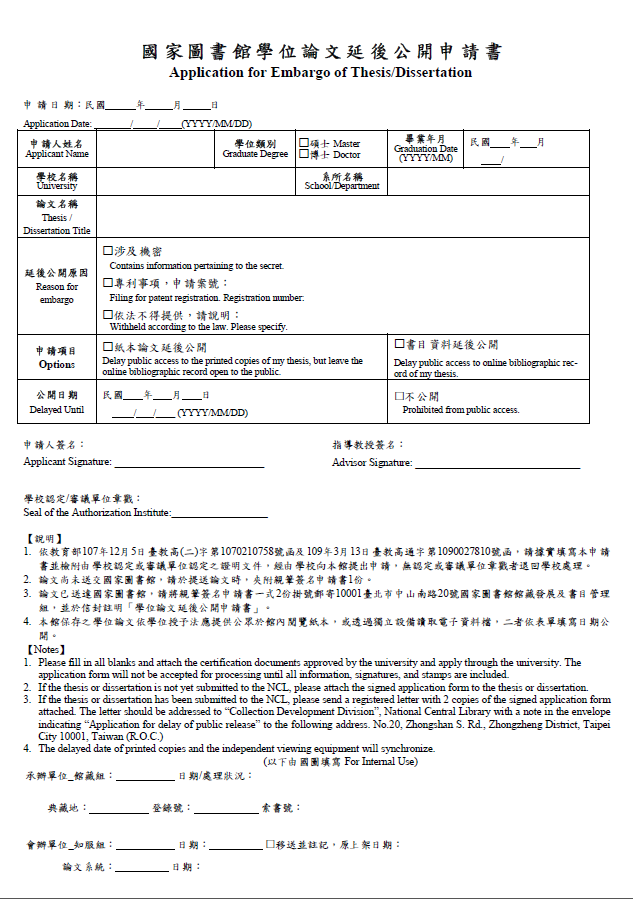 國家圖書館學位論文延後公開申請書
Application for Embargo of Thesis/Dissertation
申請日期：民國______年_____月_____日
Application Date: _______/____/____(YYYY/MM/DD)
申請人姓名
Applicant Name
學位類別
Graduate Degree
□碩士 Master
□博士 Doctor
畢業年月
Graduation Date
(YYYY/MM)
民國____年___月
____/
學校名稱
University
系所名稱
School/Department
論文名稱
Thesis /
Dissertation Title
延後公開原因
Reason for
embargo
□涉及機密
Contains information pertaining to the secret.
□專利事項，申請案號：
Filing for patent registration. Registration number:
□依法不得提供，請說明：
Withheld according to the law. Please specify.
申請項目
Options
□紙本論文延後公開
Delay public access to the printed copies of my thesis, but leave the
online bibliographic record open to the public.
□書目資料延後公開
Delay public access to online bibliographic rec-
ord of my thesis.
公開日期
Delayed Until
民國____年____月___日
____/___/___ (YYYY/MM/DD)
□不公開
Prohibited from public access.
申請人簽名：
Applicant Signature: ____________________________
指導教授簽名：
Advisor Signature: _______________________________
學校認定/審議單位章戳：
Seal of the Authorization Institute:__________________
【說明】
1. 依教育部107年12月5日臺教高(二)字第1070210758號函及109年3月13日臺教高通字第1090027810號函，請據實填寫本申請
書並檢附由學校認定或審議單位認定之證明文件，經由學校向本館提出申請，無認定或審議單位章戳者退回學校處理。
2. 論文尚未送交國家圖書館，請於提送論文時，夾附親筆簽名申請書1份。
3. 論文已送達國家圖書館，請將親筆簽名申請書一式2份掛號郵寄10001臺北市中山南路20號國家圖書館館藏發展及書目管理
組，並於信封註明「學位論文延後公開申請書」。
4. 本館保存之學位論文依學位授予法應提供公眾於館內閱覽紙本，或透過獨立設備讀取電子資料檔，二者依表單填寫日期公
開。
【Notes】
1. Please fill in all blanks and attach the certification documents approved by the university and apply through the university. The
application form will not be accepted for processing until all information, signatures, and stamps are included.
2. If the thesis or dissertation is not yet submitted to the NCL, please attach the signed application form to the thesis or dissertation.
3. If the thesis or dissertation has been submitted to the NCL, please send a registered letter with 2 copies of the signed application form
attached. The letter should be addressed to “Collection Development Division”, National Central Library with a note in the envelope
indicating “Application for delay of public release” to the following address. No.20, Zhongshan S. Rd., Zhongzheng District, Taipei
City 10001, Taiwan (R.O.C.)
4. The delayed date of printed copies and the independent viewing equipment will synchronize.
(以下由國圖填寫 For Internal Use)
承辦單位_館藏組：___________ 日期/處理狀況：
典藏地：___________ 登錄號：____________ 索書號：
會辦單位_知服組：___________ 日期：__________ □移送並註記，原上架日期：
論文系統：__________ 日期：